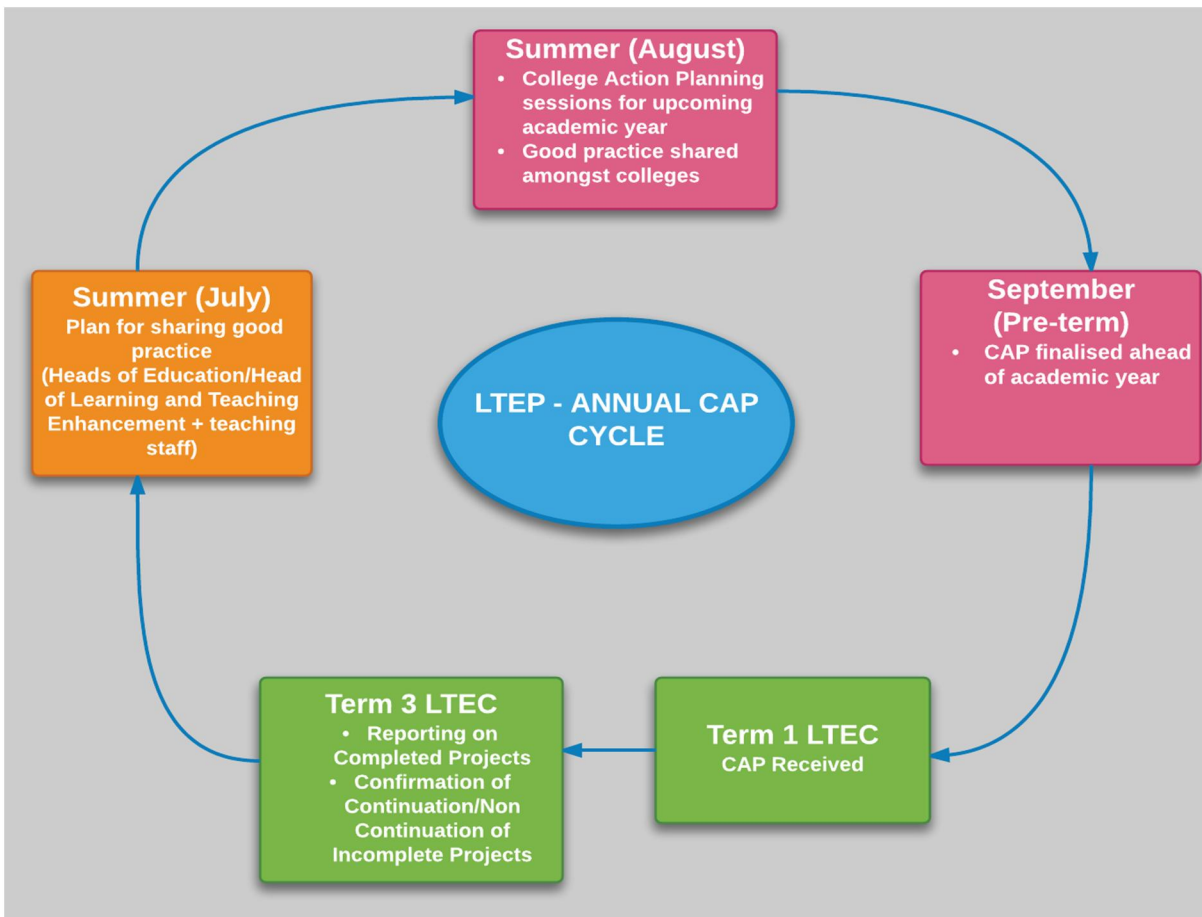 Summer (August)
• College Action Planning
sessions for upcoming
academic year
• Good practice shared
amongst colleges
September
(Pre-term)
• CAP finalised ahead
of academic year
Term 1 LTEC
CAP Received
Term 3 LTEC
• Reporting on
Completed Projects
• Confirmation of
Continuation/Non
Continuation of
Incomplete Projects
Summer (July)
Plan for sharing good
practice
(Heads of Education/Head
of Learning and Teaching
Enhancement + teaching
staff)
LTEP - ANNUAL CAP
CYCLE